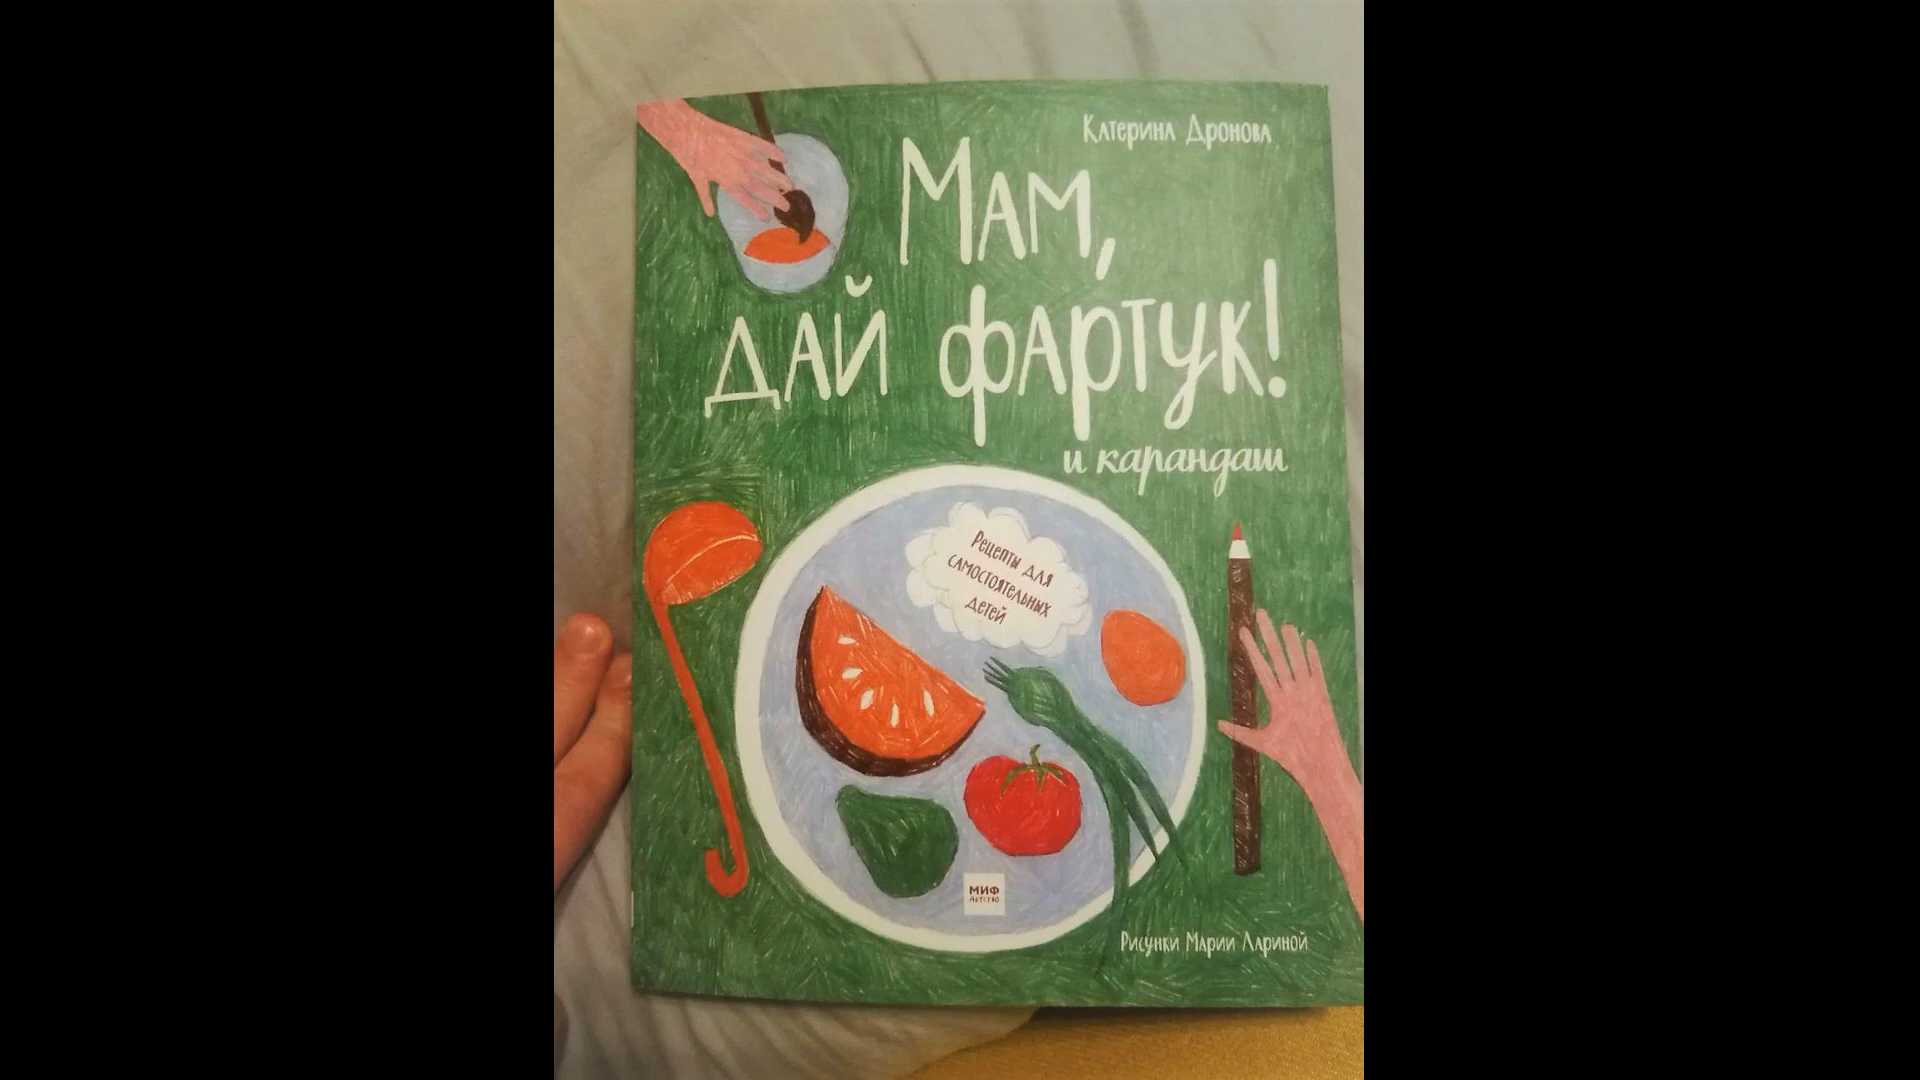 Катерина Дронова
Мам,
дай фартук!
и карандаш
Рецепты для
самостоятельных
детей
МИФ
детство
Рисунки Марии Лариной